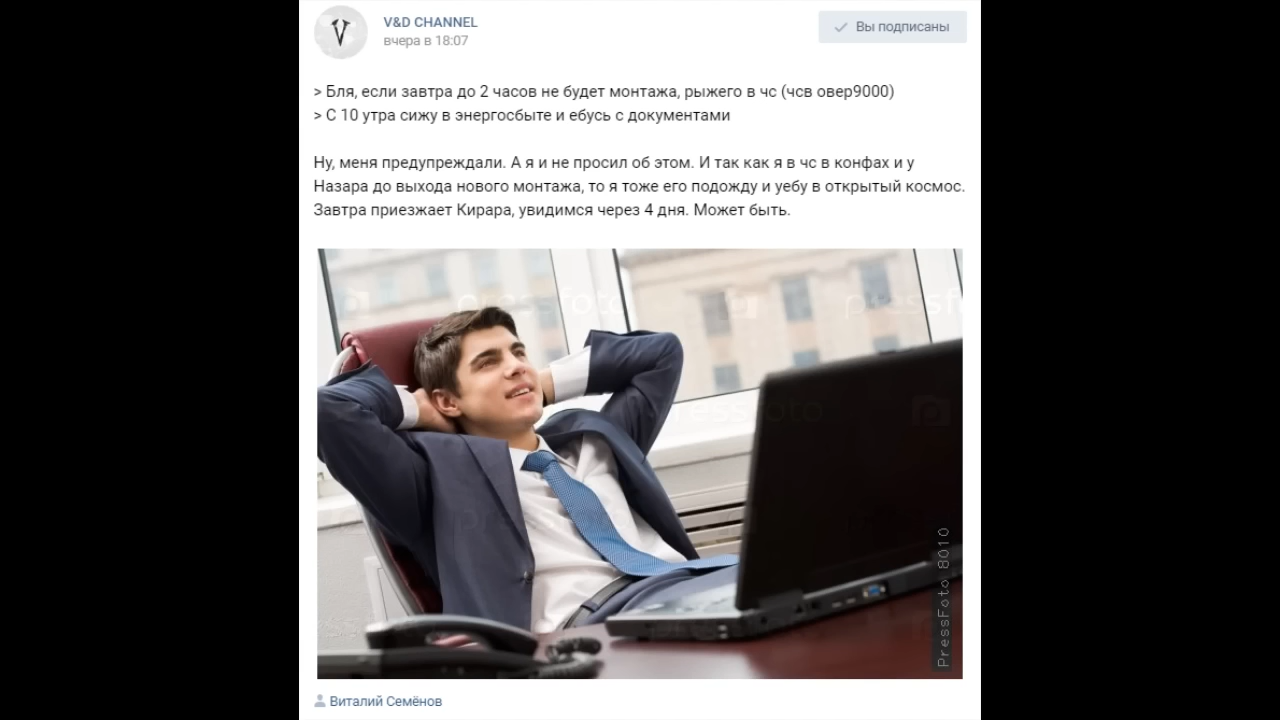 V&D CHANNEL
вчера в 18:07
Вы подписаны
> Бля, если завтра до 2 часов не будет монтажа, рыжего в чс (чсв овер9000)
> С 10 утра сижу в энергосбыте и ебусь с документами
Ну, меня предупреждали. А я и не просил об этом. И так как я в чс в конфах и у
Назара до выхода нового монтажа, то я тоже его подожду и уебу в открытый космос.
Завтра приезжает Кирара, увидимся через 4 дня. Может быть.
pressfoto
pressf
pressfoto
PressFoto 8010
Виталий Семёнов